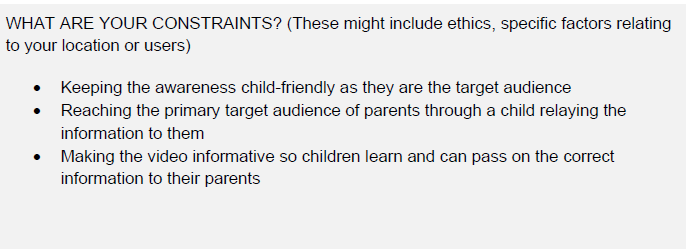 WHAT ARE YOUR CONSTRAINTS? (These might include ethics, specific factors relating
to your location or users)
• Keeping the awareness child-friendly as they are the target audience
• Reaching the primary target audience of parents through a child relaying the
information to them
• Making the video informative so children learn and can pass on the correct
information to their parents